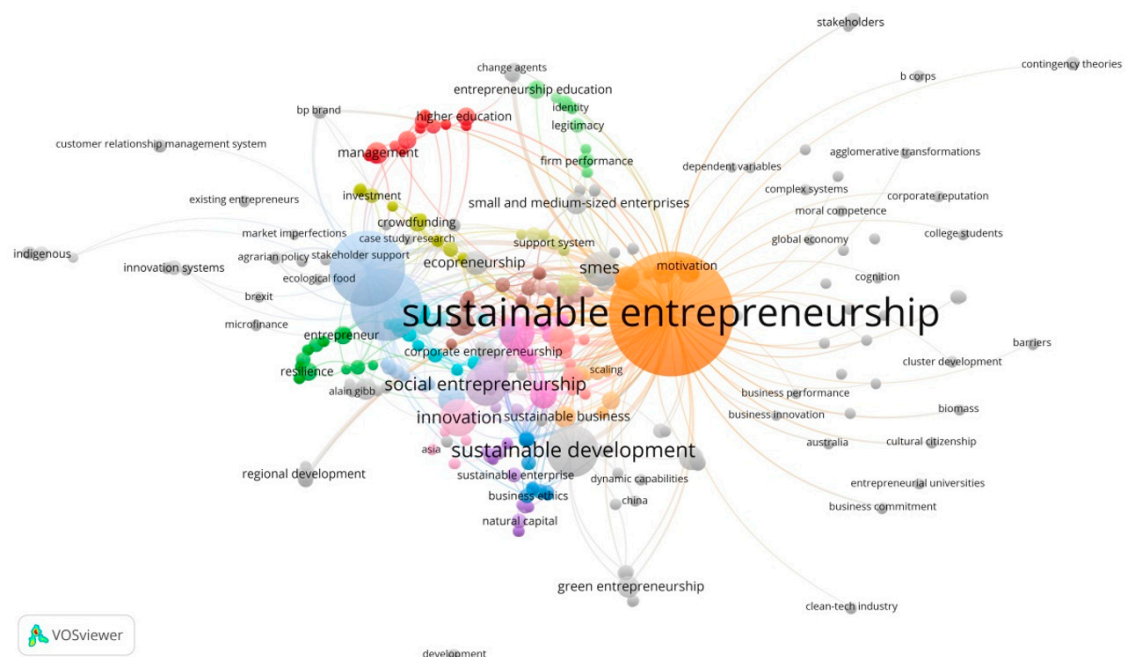 stakeholders
contingency theories
change agents
b corps
entrepreneurship education
identity
bp brand
higher education
legitimacy
customer relationship management system
management
firm performance
dependent variables
agglomerative transformations
existing entrepreneurs
investment
small and medium-sized enterprises
complex systems
corporate reputation
moral competence
crowdfunding
market imperfections
case study research
support system
global economy
college students
indigenous
agrarian policy
stakeholder support
innovation systems
ecopreneurship
smes
motivation
ecological food
cognition
brexit
sustainable entrepreneurship
microfinance
entrepreneur
corporate entrepreneurship
barriers
cluster development
resilience
scaling
social entrepreneurship
alain gibb
business performance
innovation
sustainable business
business innovation
biomass
asia
sustainable development
australia
cultural citizenship
regional development
sustainable enterprise
dynamic capabilities
entrepreneurial universities
business ethics
china
business commitment
natural capital
green entrepreneurship
clean-tech industry
VOSviewer
development